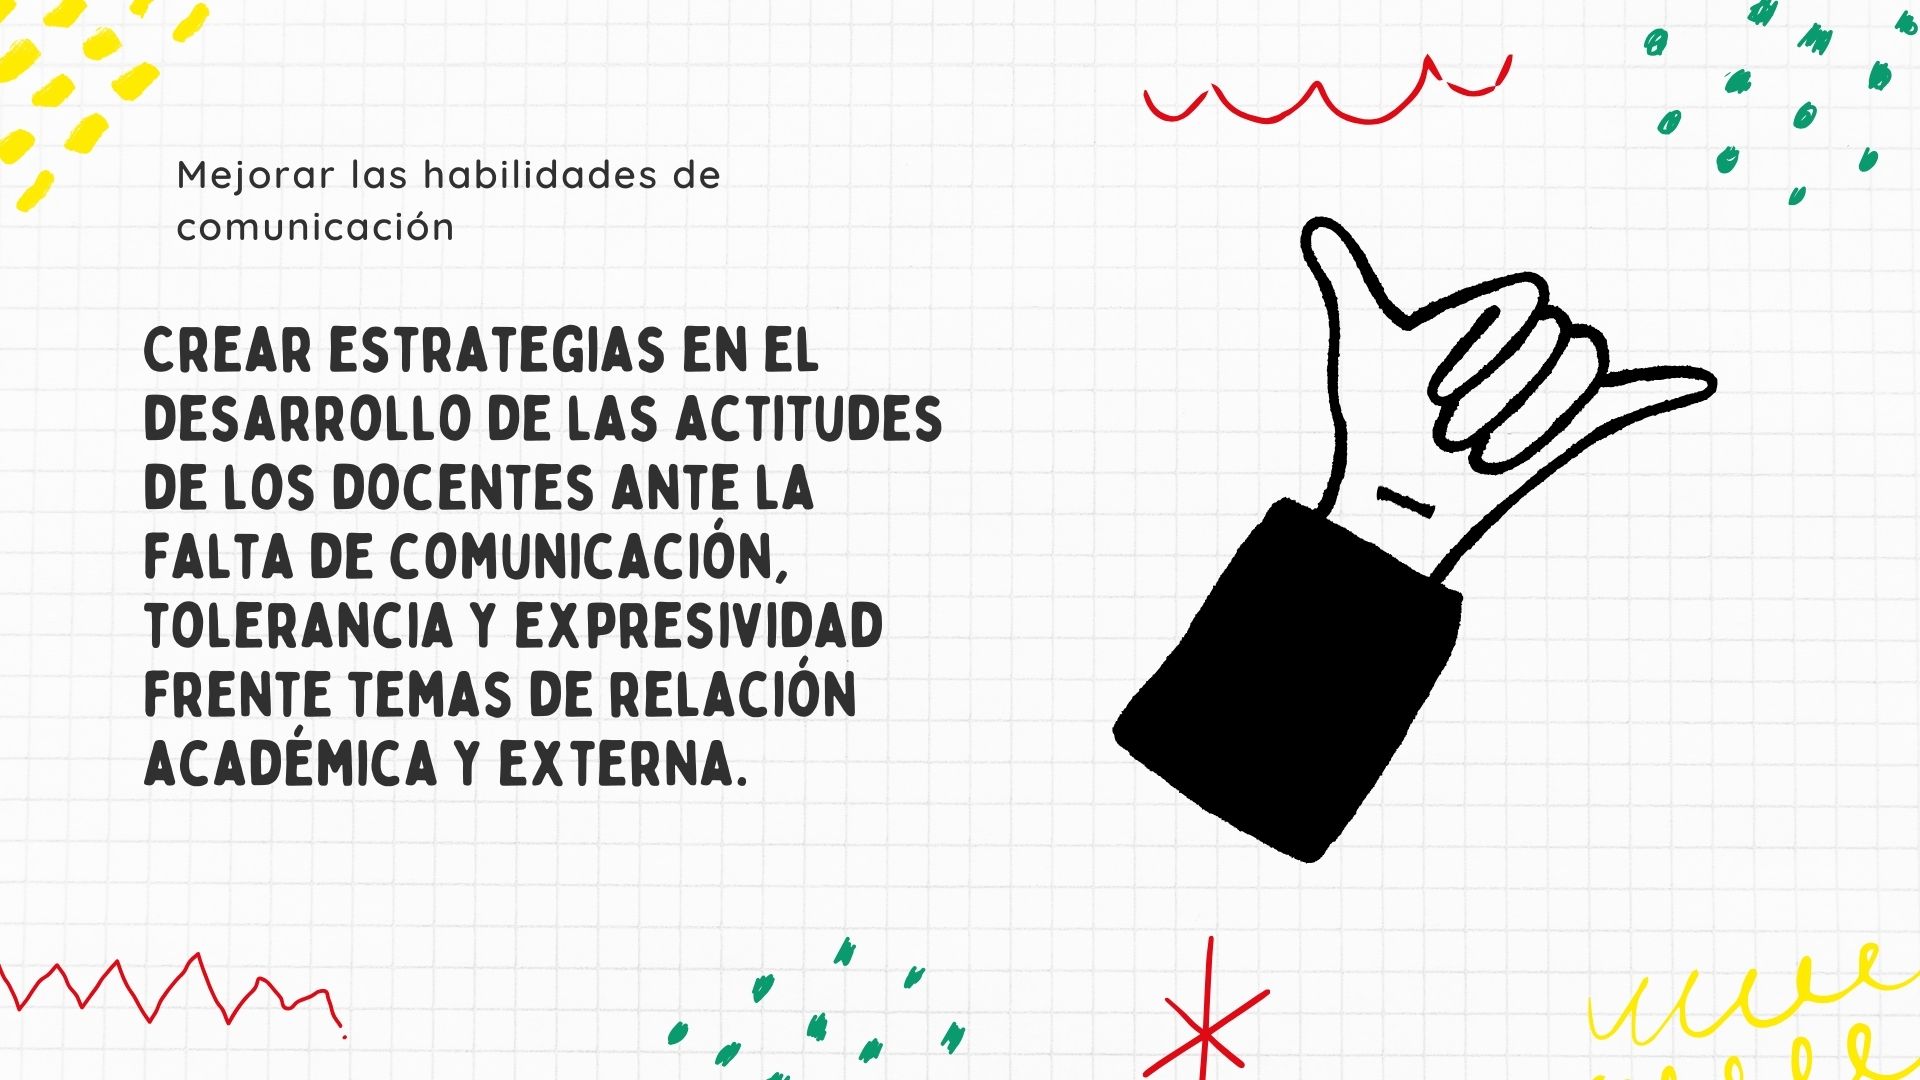 Mejorar las habilidades de
comunicación
CREAR ESTRATEGIAS EN EL
DESARROLLO DE LAS ACTITUDES
DE LOS DOCENTES ANTE LA
FALTA DE COMUNICACIÓN,
TOLERANCIA Y EXPRESIVIDAD
FRENTE TEMAS DE RELACIÓN
ACADÉMICA Y EXTERNA.